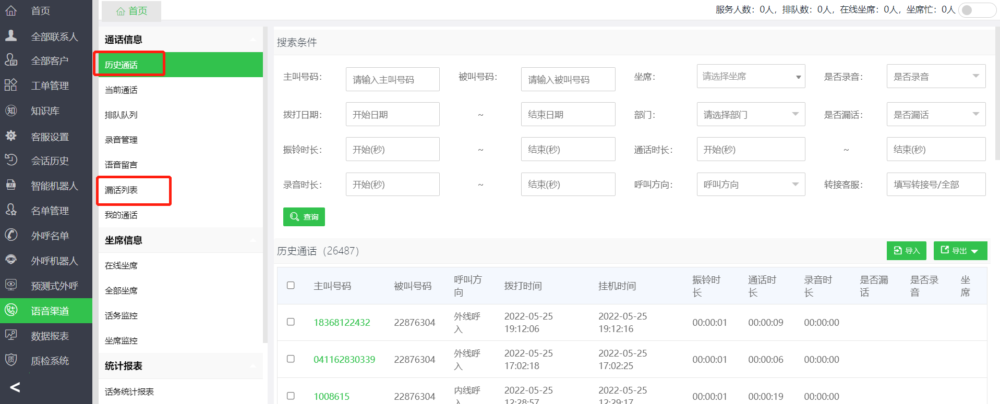 首页
全部联系人
全部客户
工单管理
知识库
客服设置
会话历史
智能机器人
名单管理
外呼名单
外呼机器人
预测式外呼
语音渠道
数据报表
质检系统
<
首页
服务人数：0人，排队数：0人，在线坐席：0人，坐席忙：0人
通话信息
历史通话
当前通话
排队队列
录音管理
语音留言
漏话列表
我的通话
坐席信息
在线坐席
全部坐席
话务监控
坐席监控
统计报表
话务统计报表
搜索条件
主叫号码： 请输入主叫号码 被叫号码： 请输入被叫号码 坐席： 请选择坐席 是否录音： 是否录音
拨打日期： 开始日期 ~ 结束日期 部门： 请选择部门 是否漏话： 是否漏话
振铃时长： 开始(秒) ~ 结束(秒) 通话时长： 开始(秒) ~ 结束(秒)
录音时长： 开始(秒) ~ 结束(秒) 呼叫方向： 呼叫方向 转接客服： 填写转接号/全部
查询
历史通话（26487） 导入 导出
主叫号码 被叫号码 呼叫方向 拨打时间 挂机时间 振铃时长 通话时长 录音时长 是否漏话 是否录音 坐席
18368122432 22876304 外线呼入 2022-05-25 19:12:06 2022-05-25 19:12:16 00:00:01 00:00:09 00:00:00
041162830339 22876304 外线呼入 2022-05-25 17:02:18 2022-05-25 17:02:25 00:00:01 00:00:06 00:00:00
1008615 22876304 内线呼入 2022-05-25 12:28:57 2022-05-25 12:29:17 00:00:01 00:00:19 00:00:00